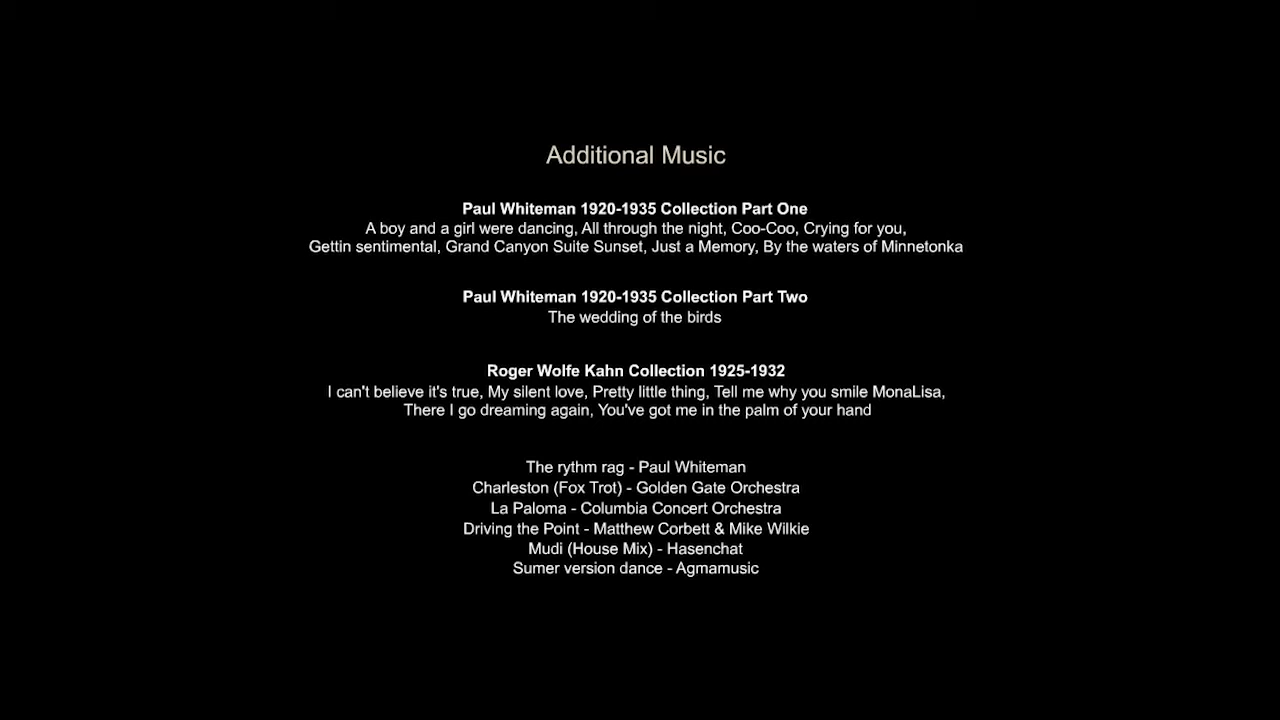 Additional Music
Paul Whiteman 1920-1935 Collection Part One
A boy and a girl were dancing, All through the night, Coo-Coo, Crying for you,
Gettin sentimental, Grand Canyon Suite Sunset, Just a Memory, By the waters of Minnetonka
Paul Whiteman 1920-1935 Collection Part Two
The wedding of the birds
Roger Wolfe Kahn Collection 1925-1932
I can't believe it's true, My silent love, Pretty little thing, Tell me why you smile MonaLisa,
There I go dreaming again, You've got me in the palm of your hand
The rythm rag - Paul Whiteman
Charleston (Fox Trot) - Golden Gate Orchestra
La Paloma - Columbia Concert Orchestra
Driving the Point - Matthew Corbett & Mike Wilkie
Mudi (House Mix) - Hasenchat
Sumer version dance - Agmamusic